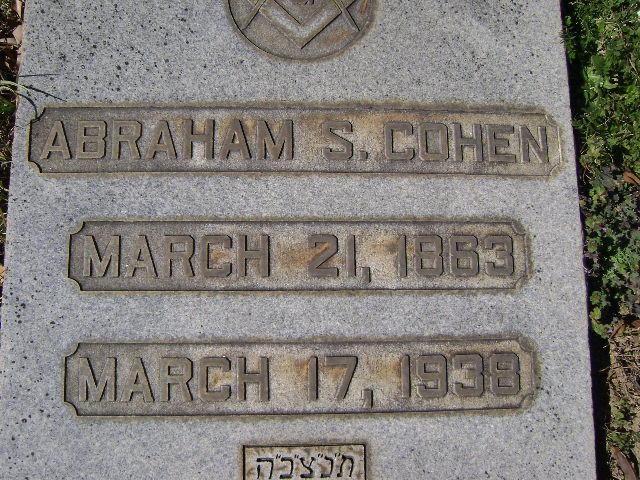 ABRAHAM S. COHEN
MARCH 21, 1863
MARCH 17, 1938
ת"נ"צ"ב"ה